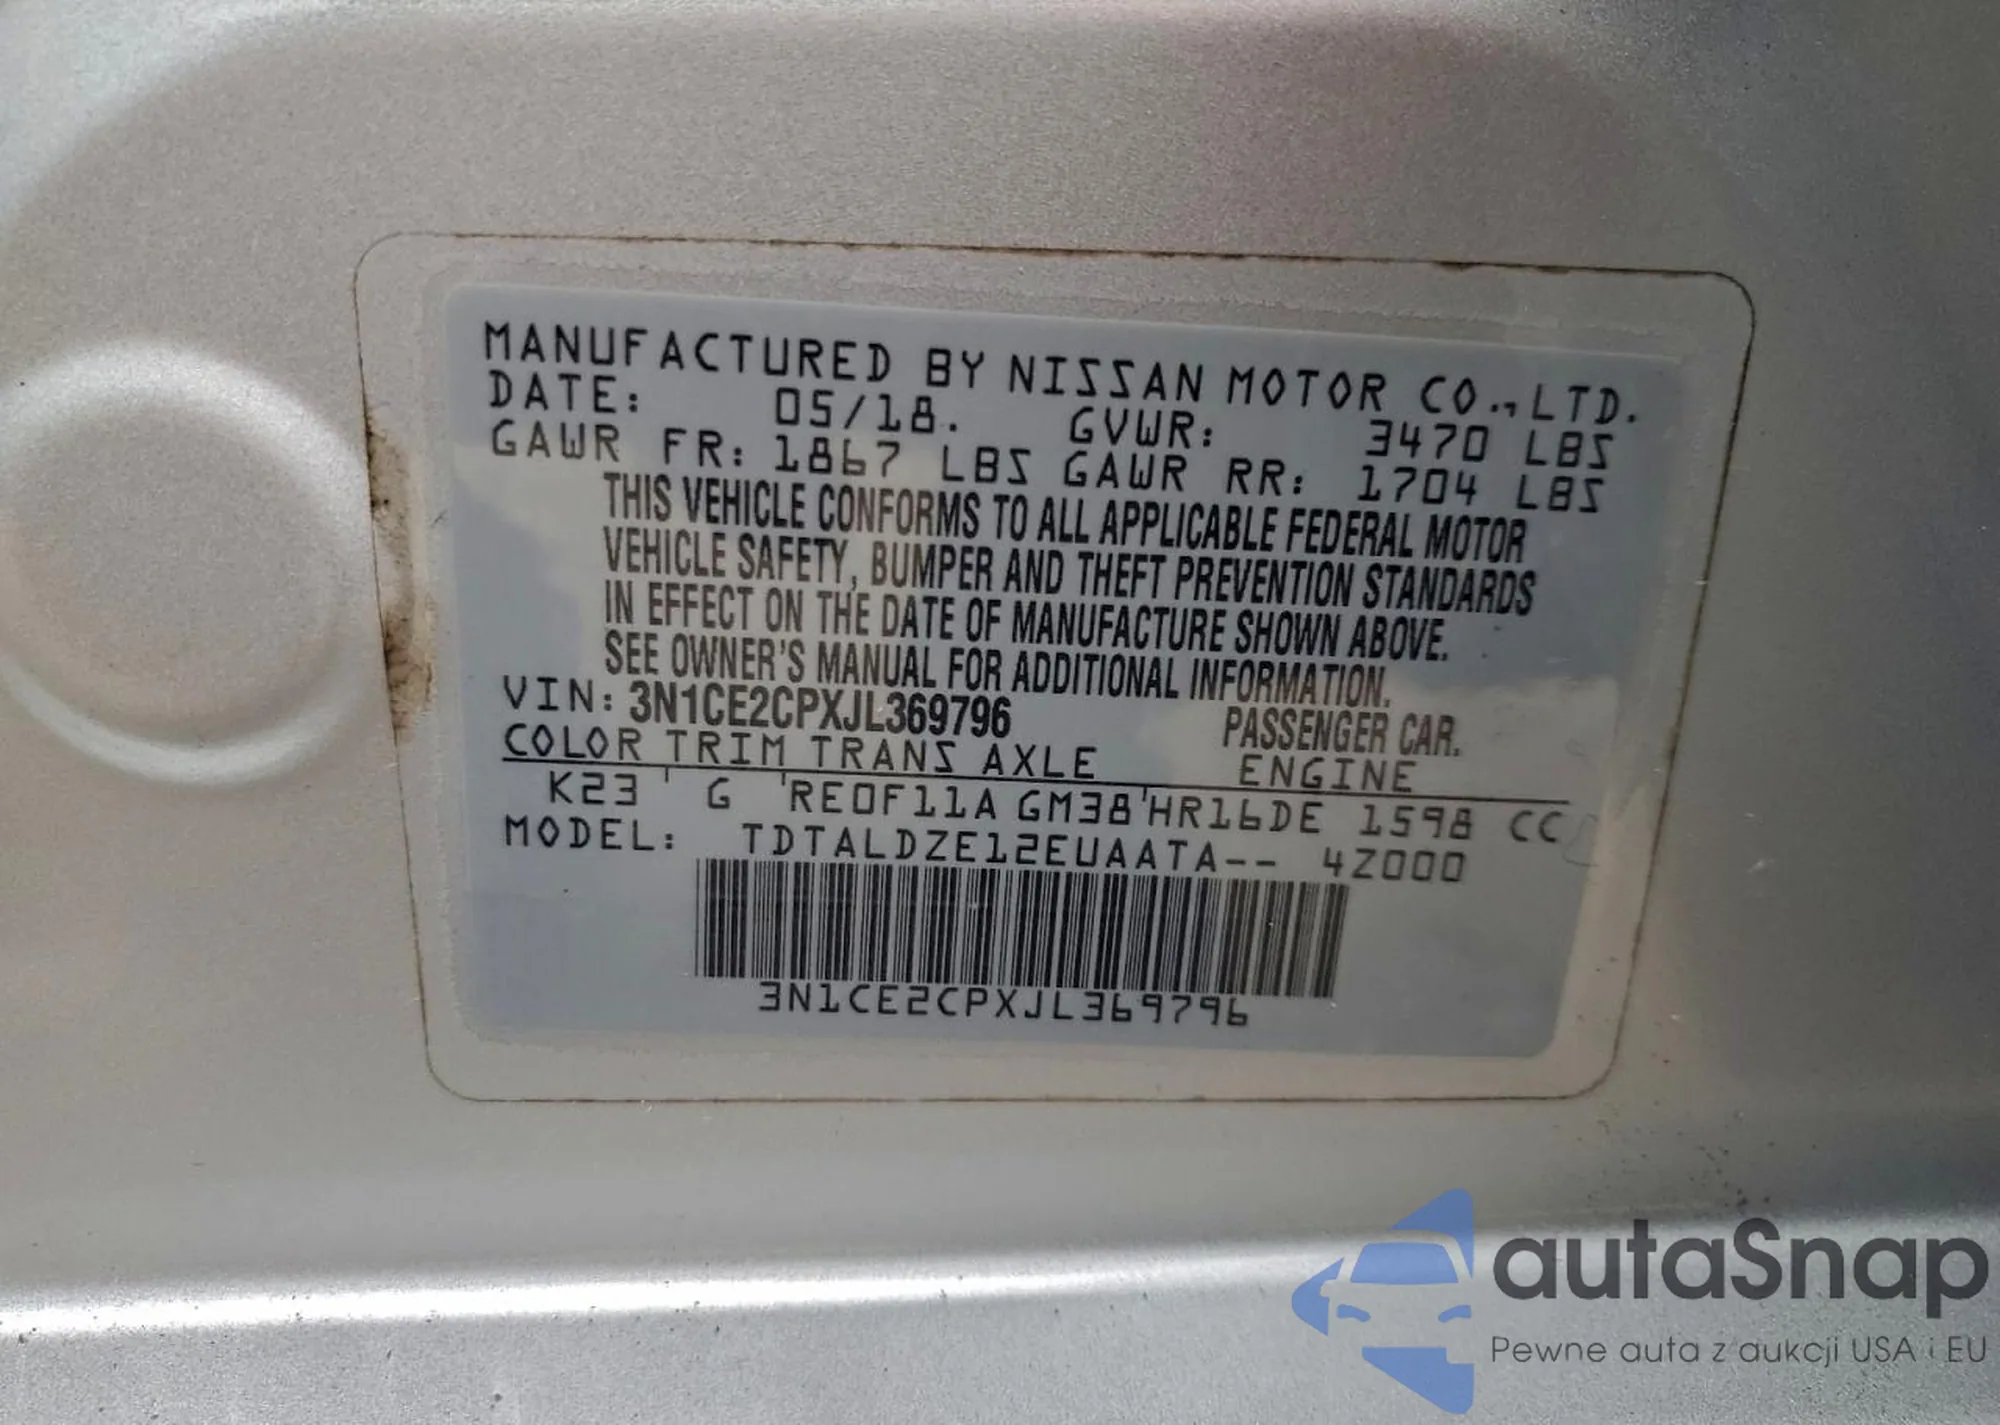 MANUFACTURED BY NISSAN MOTOR CO.,LTD.
DATE: 05/18. GVWR: 3470 LBS
GAWR FR: 1867 LBS GAWR RR: 1704 LBS
THIS VEHICLE CONFORMS TO ALL APPLICABLE FEDERAL MOTOR
VEHICLE SAFETY, BUMPER AND THEFT PREVENTION STANDARDS
IN EFFECT ON THE DATE OF MANUFACTURE SHOWN ABOVE.
SEE OWNER'S MANUAL FOR ADDITIONAL INFORMATION.
VIN: 3N1CE2CPXJL369796 PASSENGER CAR.
COLOR TRIM TRANS AXLE ENGINE
K23 ' G 'RE0F11A GM38'HR16DE 1598 CC
MODEL: TDTALDZE12EUAATA-- 4Z000
3N1CE2CPXJL369796
autaSnap
Pewne auta z aukcji USA i EU